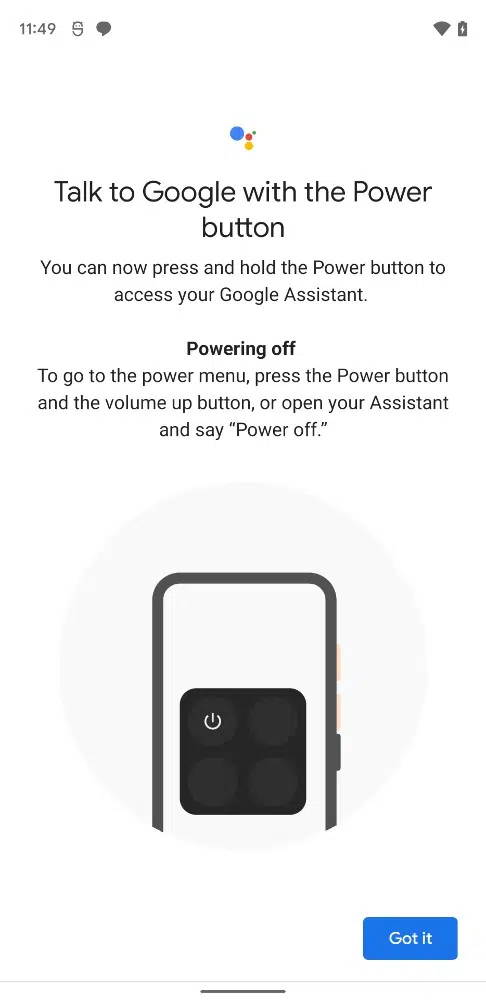 11:49
Talk to Google with the Power
button
You can now press and hold the Power button to
access your Google Assistant.
Powering off
To go to the power menu, press the Power button
and the volume up button, or open your Assistant
and say “Power off.”
Got it